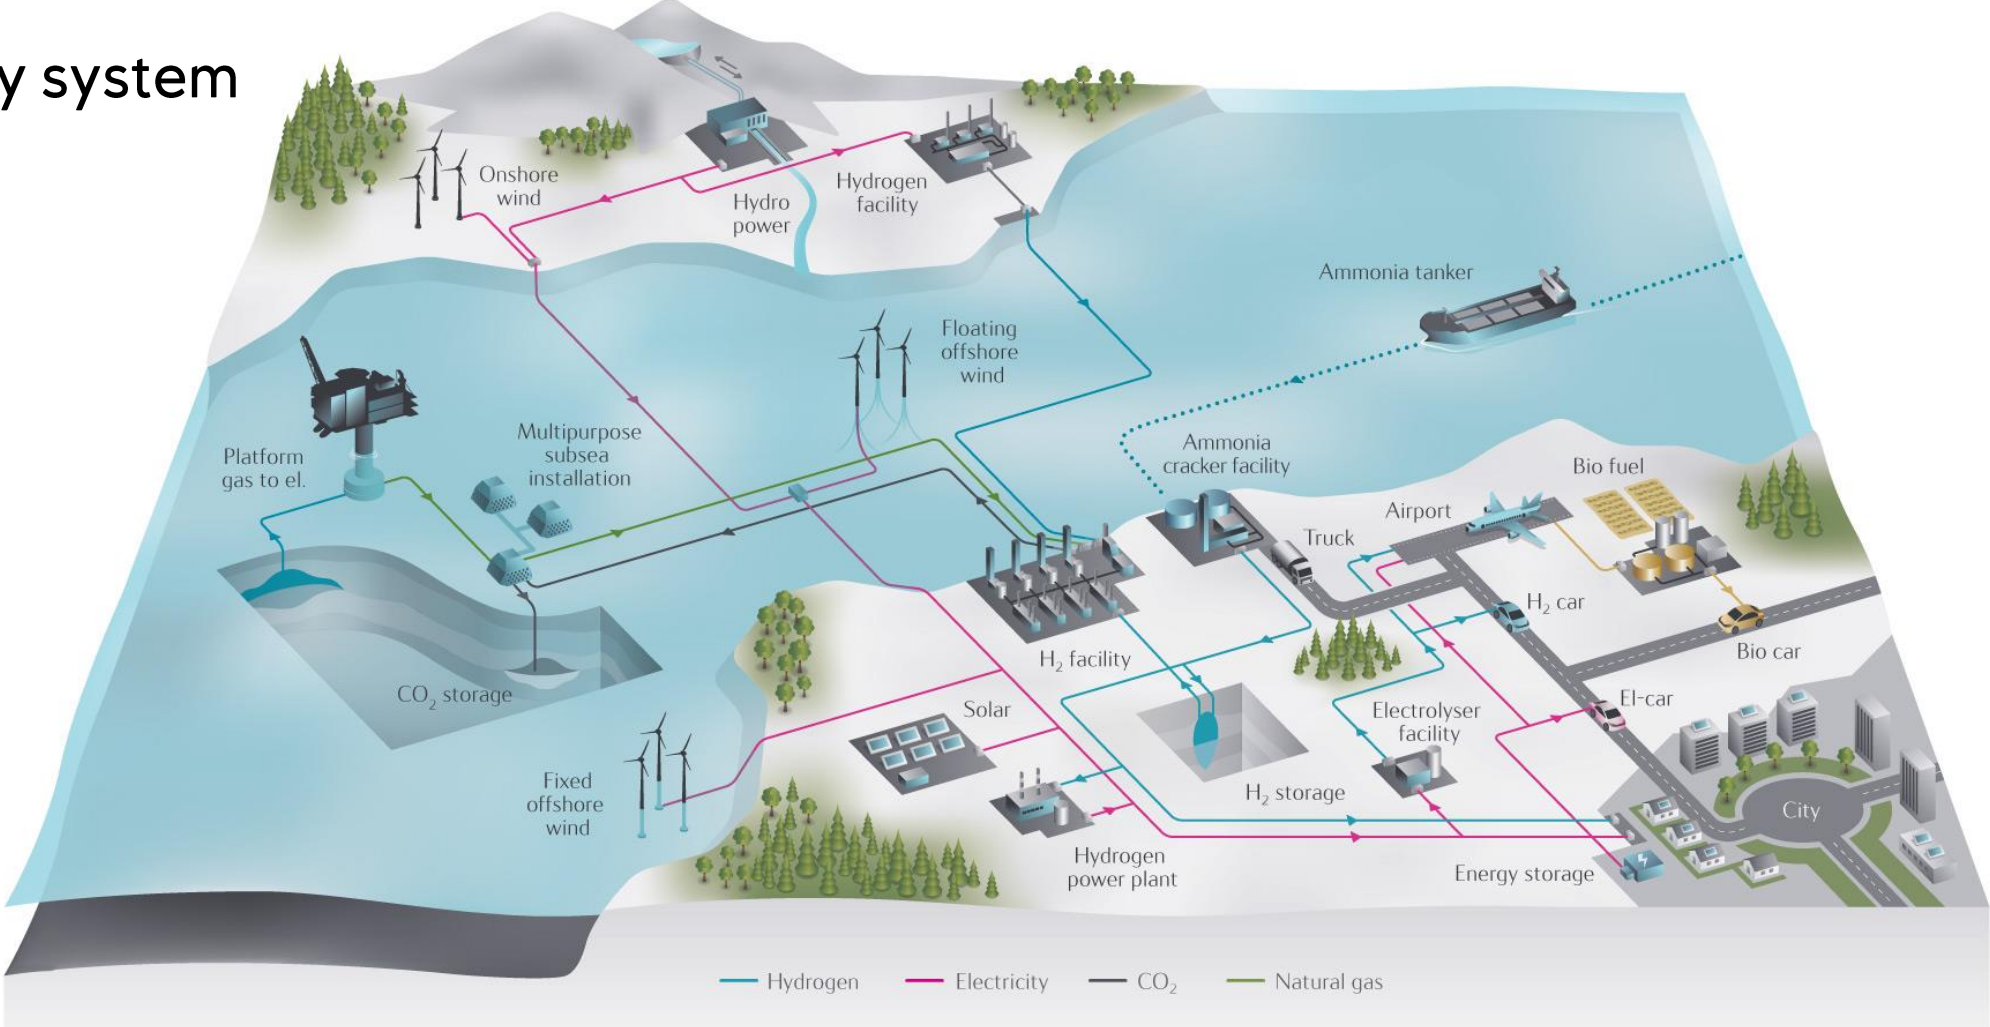 y system
Onshore
wind
Hydro
power
Hydrogen
facility
Ammonia tanker
Floating
offshore
wind
Multipurpose
subsea
installation
Platform
gas to el.
Ammonia
cracker facility
Bio fuel
Airport
Truck
H₂ car
Bio car
H₂ facility
CO₂ storage
El-car
Solar
Electrolyser
facility
Fixed
offshore
wind
H₂ storage
City
Hydrogen
power plant
Energy storage
Hydrogen
Electricity
CO₂
Natural gas